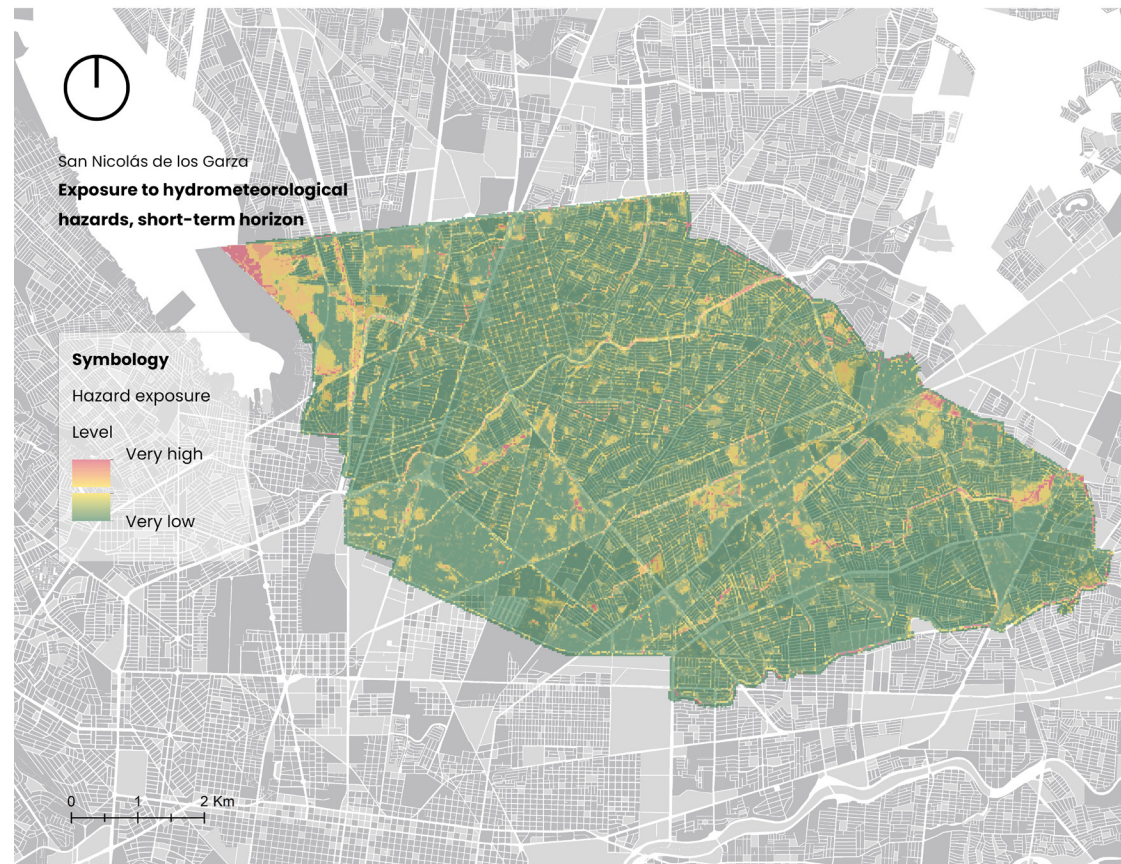 San Nicolás de los Garza
Exposure to hydrometeorological
hazards, short-term horizon
Symbology
Hazard exposure
Level
Very high
Very low
0 1 2 Km